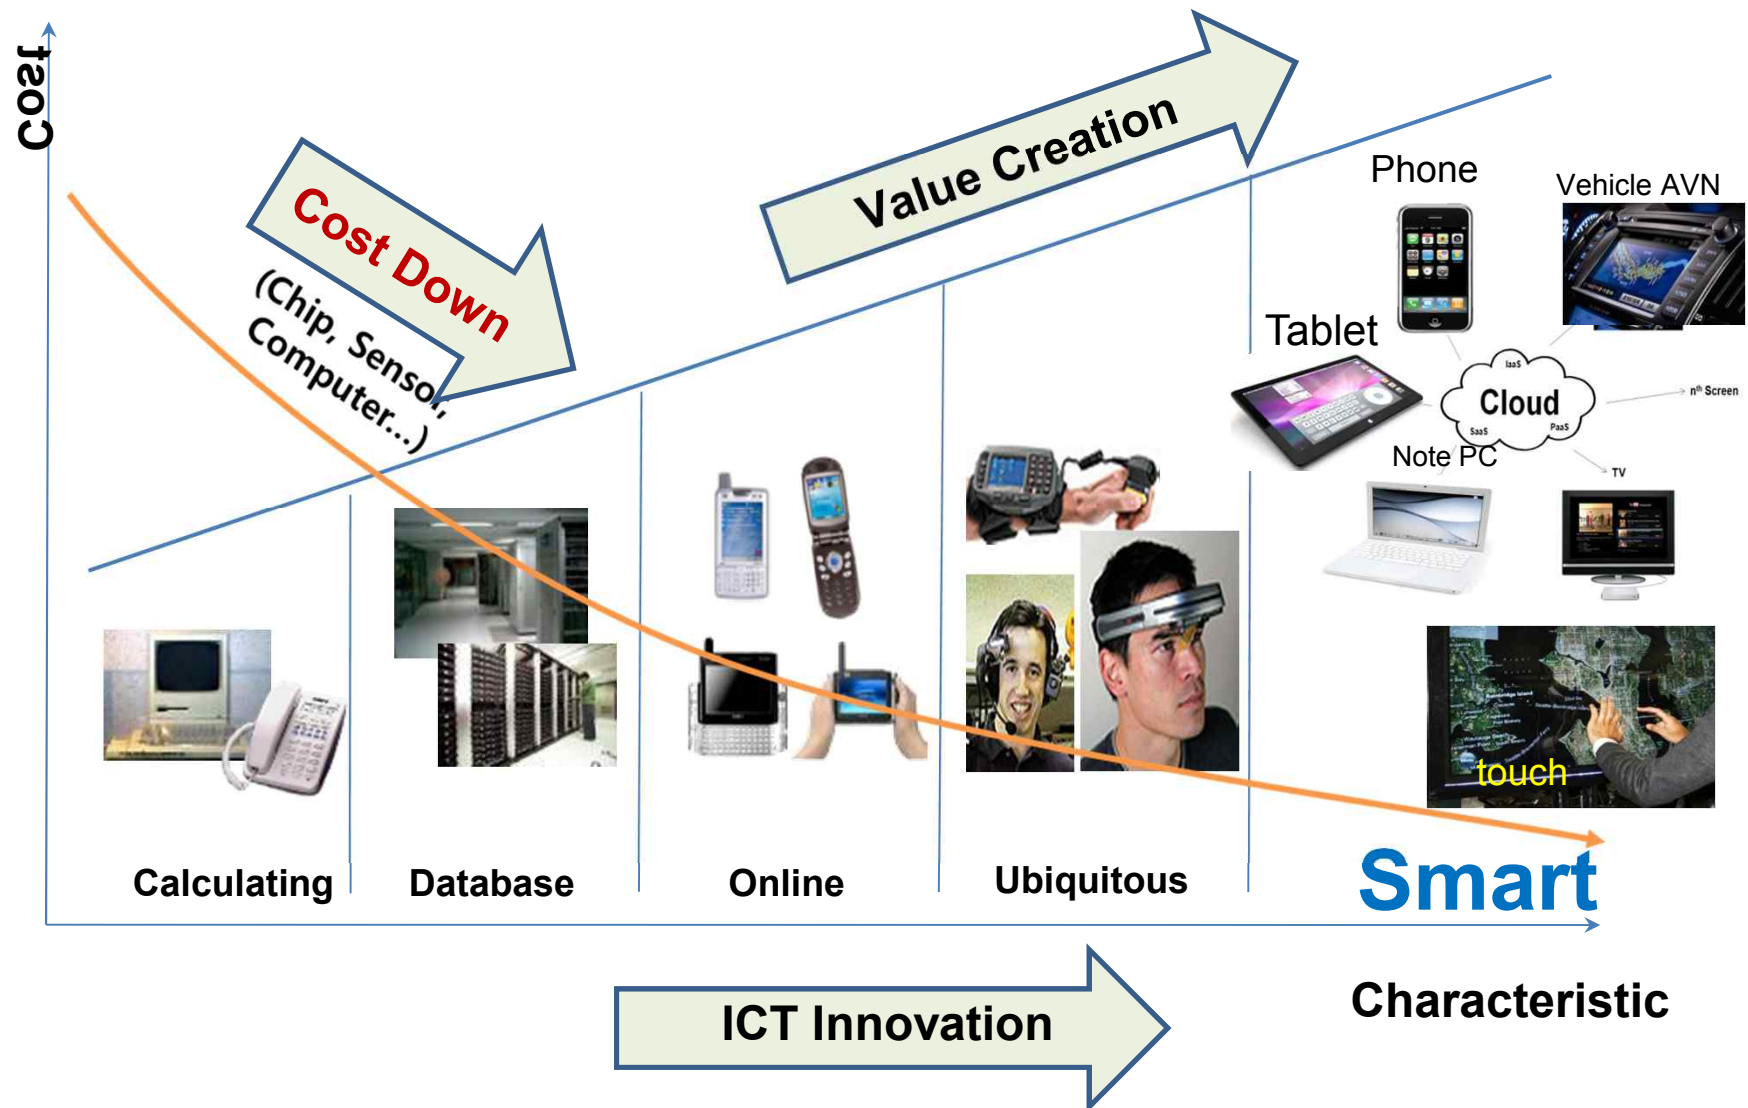 Cost
Cost Down
(Chip, Sensor,
Computer...)
Value Creation
Phone
Vehicle AVN
Tablet
IaaS
Cloud
SaaS
PaaS
nth Screen
Note PC
TV
touch
Calculating
Database
Online
Ubiquitous
Smart
ICT Innovation
Characteristic